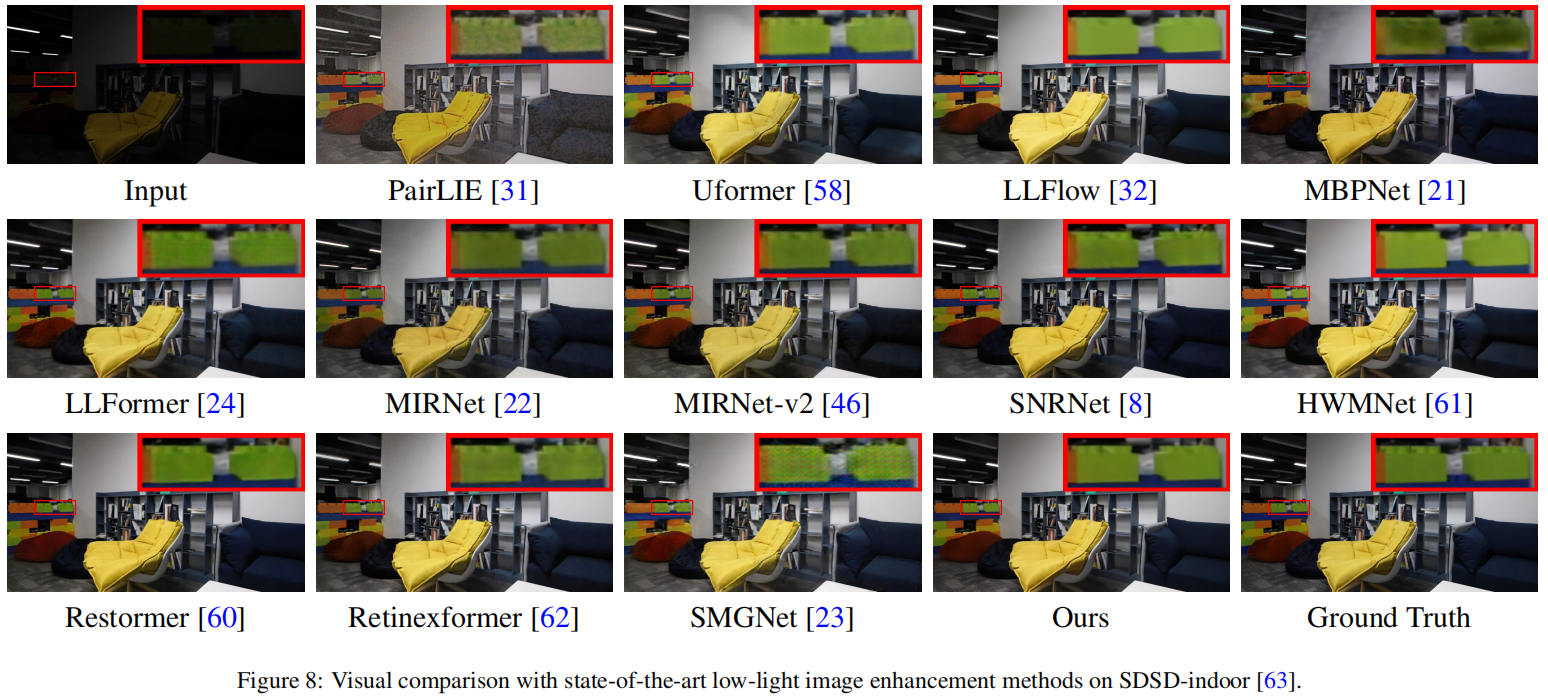 Input PairLIE [31] Uformer [58] LLFlow [32] MBPNet [21]
LLFormer [24] MIRNet [22] MIRNet-v2 [46] SNRNet [8] HWMNet [61]
Restormer [60] Retinexformer [62] SMGNet [23] Ours Ground Truth
Figure 8: Visual comparison with state-of-the-art low-light image enhancement methods on SDSD-indoor [63].